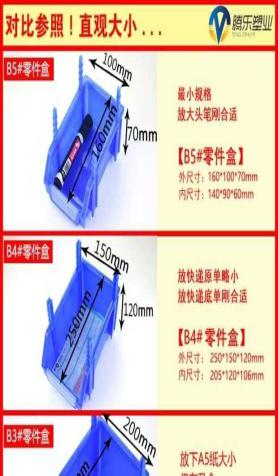 对比参照！直观大小...
腾乐塑业
B5#零件盒
100mm
70mm
160mm
最小规格
放大头笔刚合适
【B5#零件盒】
外尺寸：160*100*70mm
内尺寸：140*90*60mm
B4#零件盒
150mm
120mm
250mm
放快递原单略小
放快递底单刚合适
【B4#零件盒】
外尺寸：250*150*120mm
内尺寸：205*120*106mm
B3#零件盒
200mm
放下A5纸大小